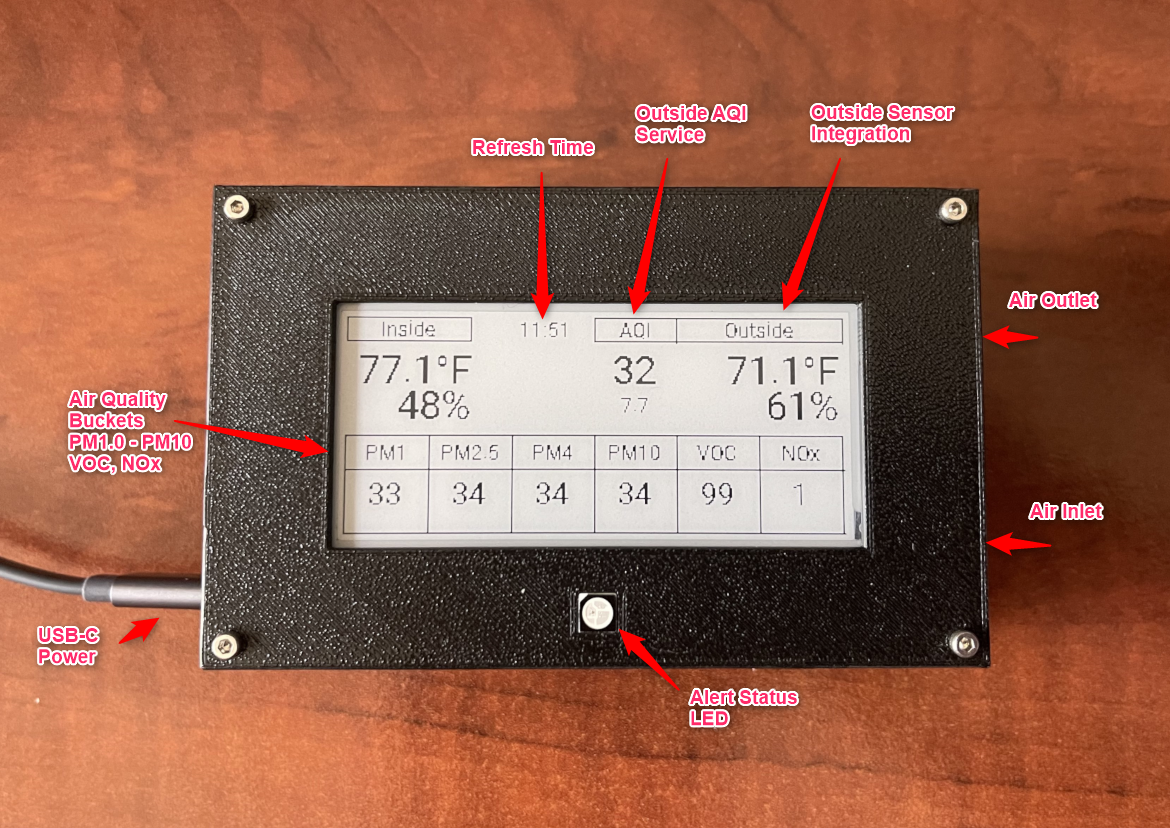 Outside AQI
Service
Outside Sensor
Integration
Refresh Time
Air Outlet
Inside
11:51
AQI
Outside
77.1°F
32
71.1°F
48%
7.7
61%
Air Quality
Buckets
PM1.0 - PM10
VOC, NOx
PM1
PM2.5
PM4
PM10
VOC
NOx
33
34
34
34
99
1
Air Inlet
USB-C
Power
Alert Status
LED